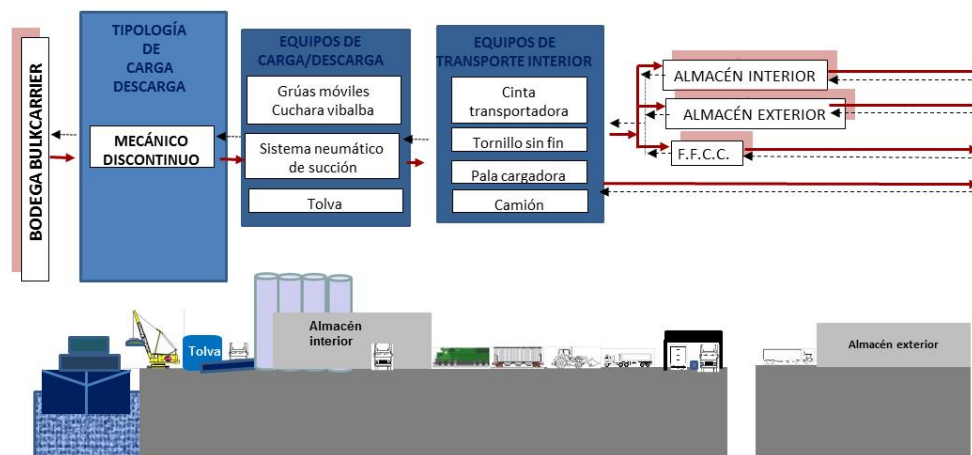 BODEGA BULKCARRIER
TIPOLOGÍA
DE
CARGA
DESCARGA
MECÁNICO
DISCONTINUO
EQUIPOS DE
CARGA/DESCARGA
Grúas móviles
Cuchara vibalba
Sistema neumático
de succión
Tolva
EQUIPOS DE
TRANSPORTE INTERIOR
Cinta
transportadora
Tornillo sin fin
Pala cargadora
Camión
ALMACÉN INTERIOR
ALMACÉN EXTERIOR
F.F.C.C.
Tolva
Almacén
interior
Almacén exterior